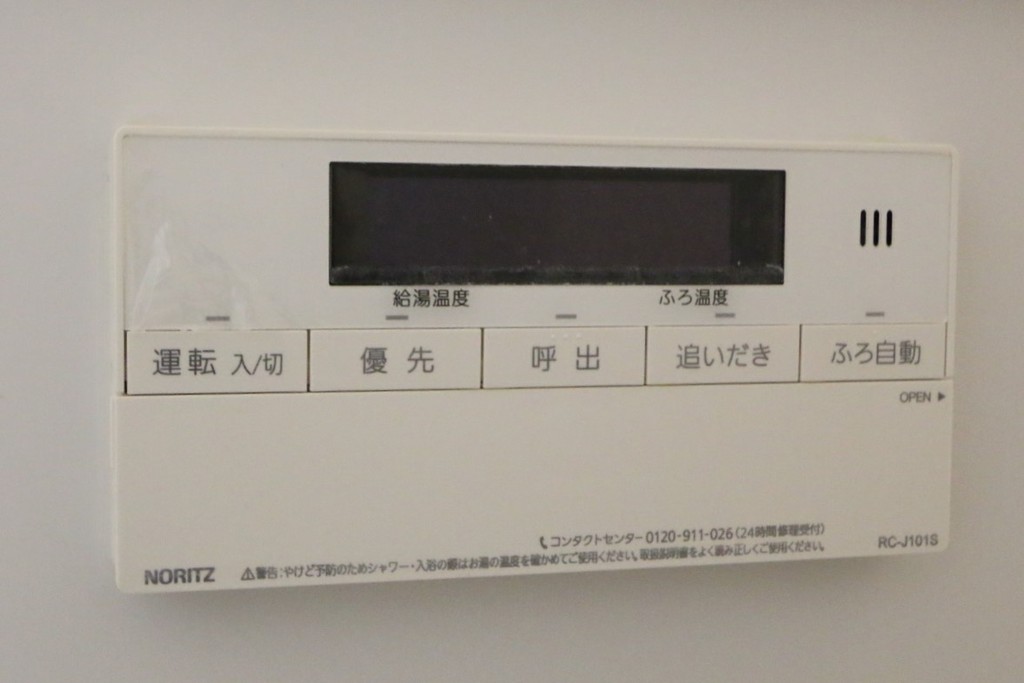 給湯温度 ふろ温度
運転 入/切 優先 呼出 追いだき ふろ自動
OPEN ▶
コンタクトセンター 0120-911-026 (24時間修理受付)
NORITZ ⚠警告：やけど予防のためシャワー・入浴の際はお湯の温度を確かめてご使用ください。取扱説明書をよく読み正しくご使用ください。 RC-J101S